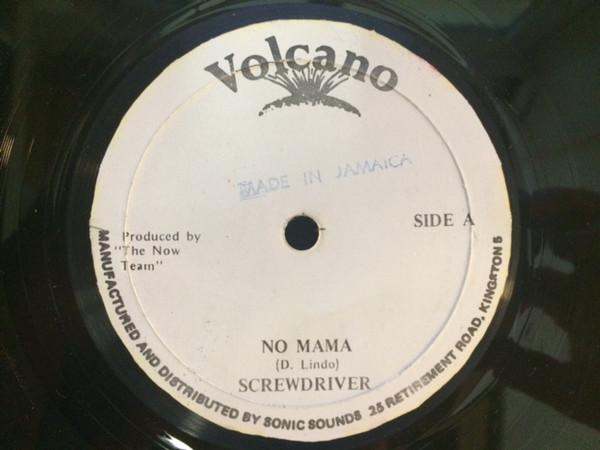 Volcano
MADE IN JAMAICA
SIDE A
Produced by
"The Now
Team"
NO MAMA
(D. Lindo)
SCREWDRIVER
MANUFACTURED AND DISTRIBUTED BY SONIC SOUNDS 25 RETIREMENT ROAD, KINGSTON 5